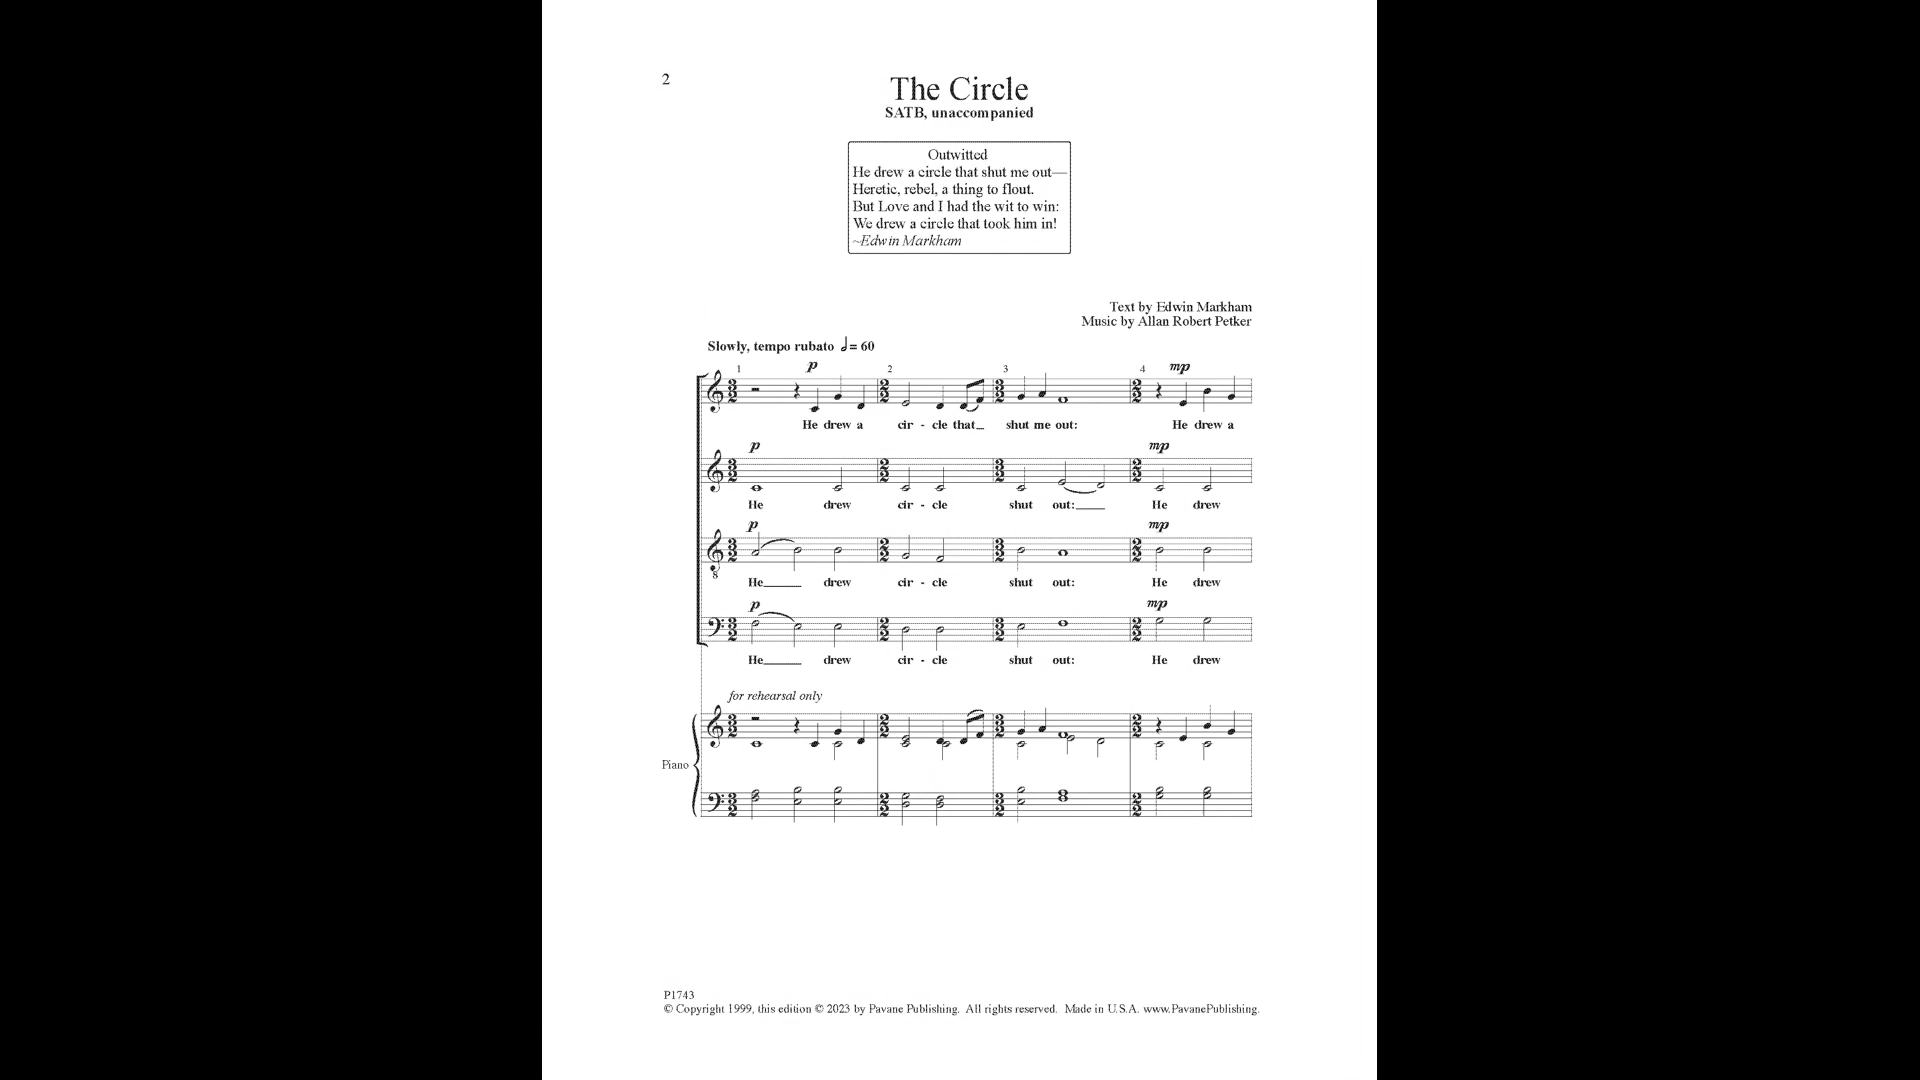 2
The Circle
SATB, unaccompanied
Outwitted
He drew a circle that shut me out—
Heretic, rebel, a thing to flout.
But Love and I had the wit to win:
We drew a circle that took him in!
~Edwin Markham
Text by Edwin Markham
Music by Allan Robert Petker
Slowly, tempo rubato 𝅗𝅥 = 60
1 p 2 3 4 mp
He drew a cir - cle that_ shut me out: He drew a
p mp
He drew cir - cle shut out:___ He drew
p mp
8
He___ drew cir - cle shut out: He drew
p mp
He___ drew cir - cle shut out: He drew
for rehearsal only
Piano
P1743
© Copyright 1999, this edition © 2023 by Pavane Publishing. All rights reserved. Made in U.S.A. www.PavanePublishing.